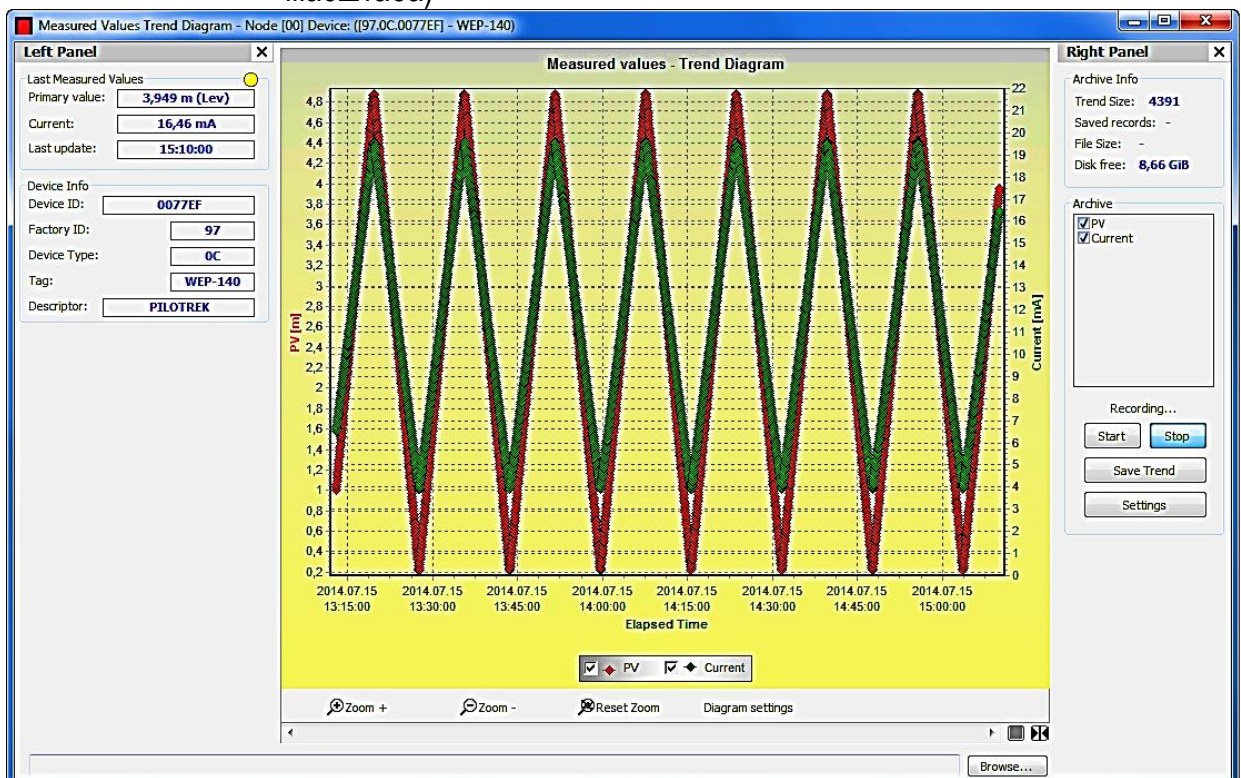 Measured Values Trend Diagram - Node [00] Device: ([97.0C.0077EF] - WEP-140)
Left Panel
Last Measured Values
Primary value: 3,949 m (Lev)
Current: 16,46 mA
Last update: 15:10:00
Device Info
Device ID: 0077EF
Factory ID: 97
Device Type: 0C
Tag: WEP-140
Descriptor: PILOTREK
Measured values - Trend Diagram
PV [m]
4,8
4,6
4,4
4,2
4
3,8
3,6
3,4
3,2
3
2,8
2,6
2,4
2,2
2
1,8
1,6
1,4
1,2
1
0,8
0,6
0,4
0,2
22
21
20
19
18
17
16
15
14
13
12
11
10
9
8
7
6
5
4
3
2
1
0
Current [mA]
2014.07.15 2014.07.15 2014.07.15 2014.07.15 2014.07.15 2014.07.15 2014.07.15 2014.07.15
13:15:00 13:30:00 13:45:00 14:00:00 14:15:00 14:30:00 14:45:00 15:00:00
Elapsed Time
PV Current
Zoom + Zoom - Reset Zoom Diagram settings
Right Panel
Archive Info
Trend Size: 4391
Saved records: -
File Size: -
Disk free: 8,66 GiB
Archive
PV
Current
Recording...
Start Stop
Save Trend
Settings
Browse...